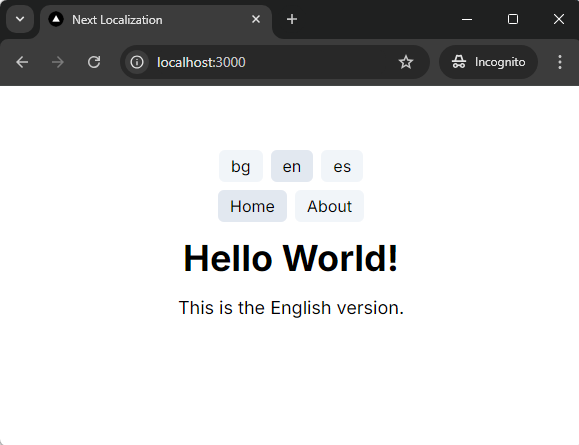 Next Localization
localhost:3000
Incognito
bg en es
Home About
Hello World!
This is the English version.